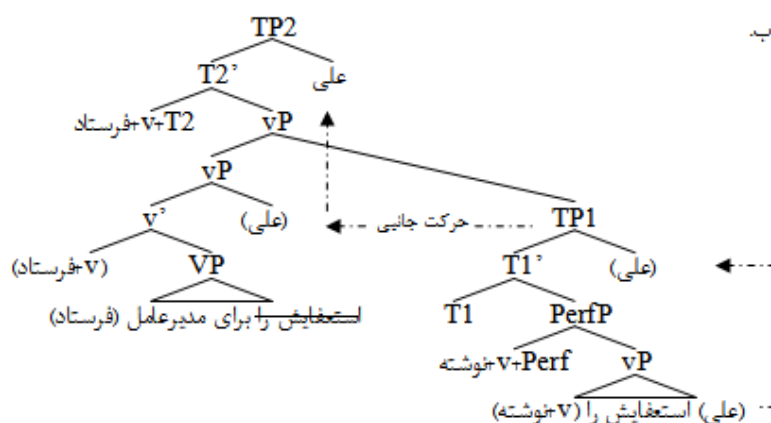 ب.
TP2
T2’ علی
فرستاد+v+T2 vP
vP
v’ (علی) حرکت جانبی TP1
(فرستاد+v) VP T1’ (علی)
استعفایش را برای مدیرعامل (فرستاد) T1 PerfP
نوشته+v+Perf vP
(علی) استعفایش را (نوشته+v)